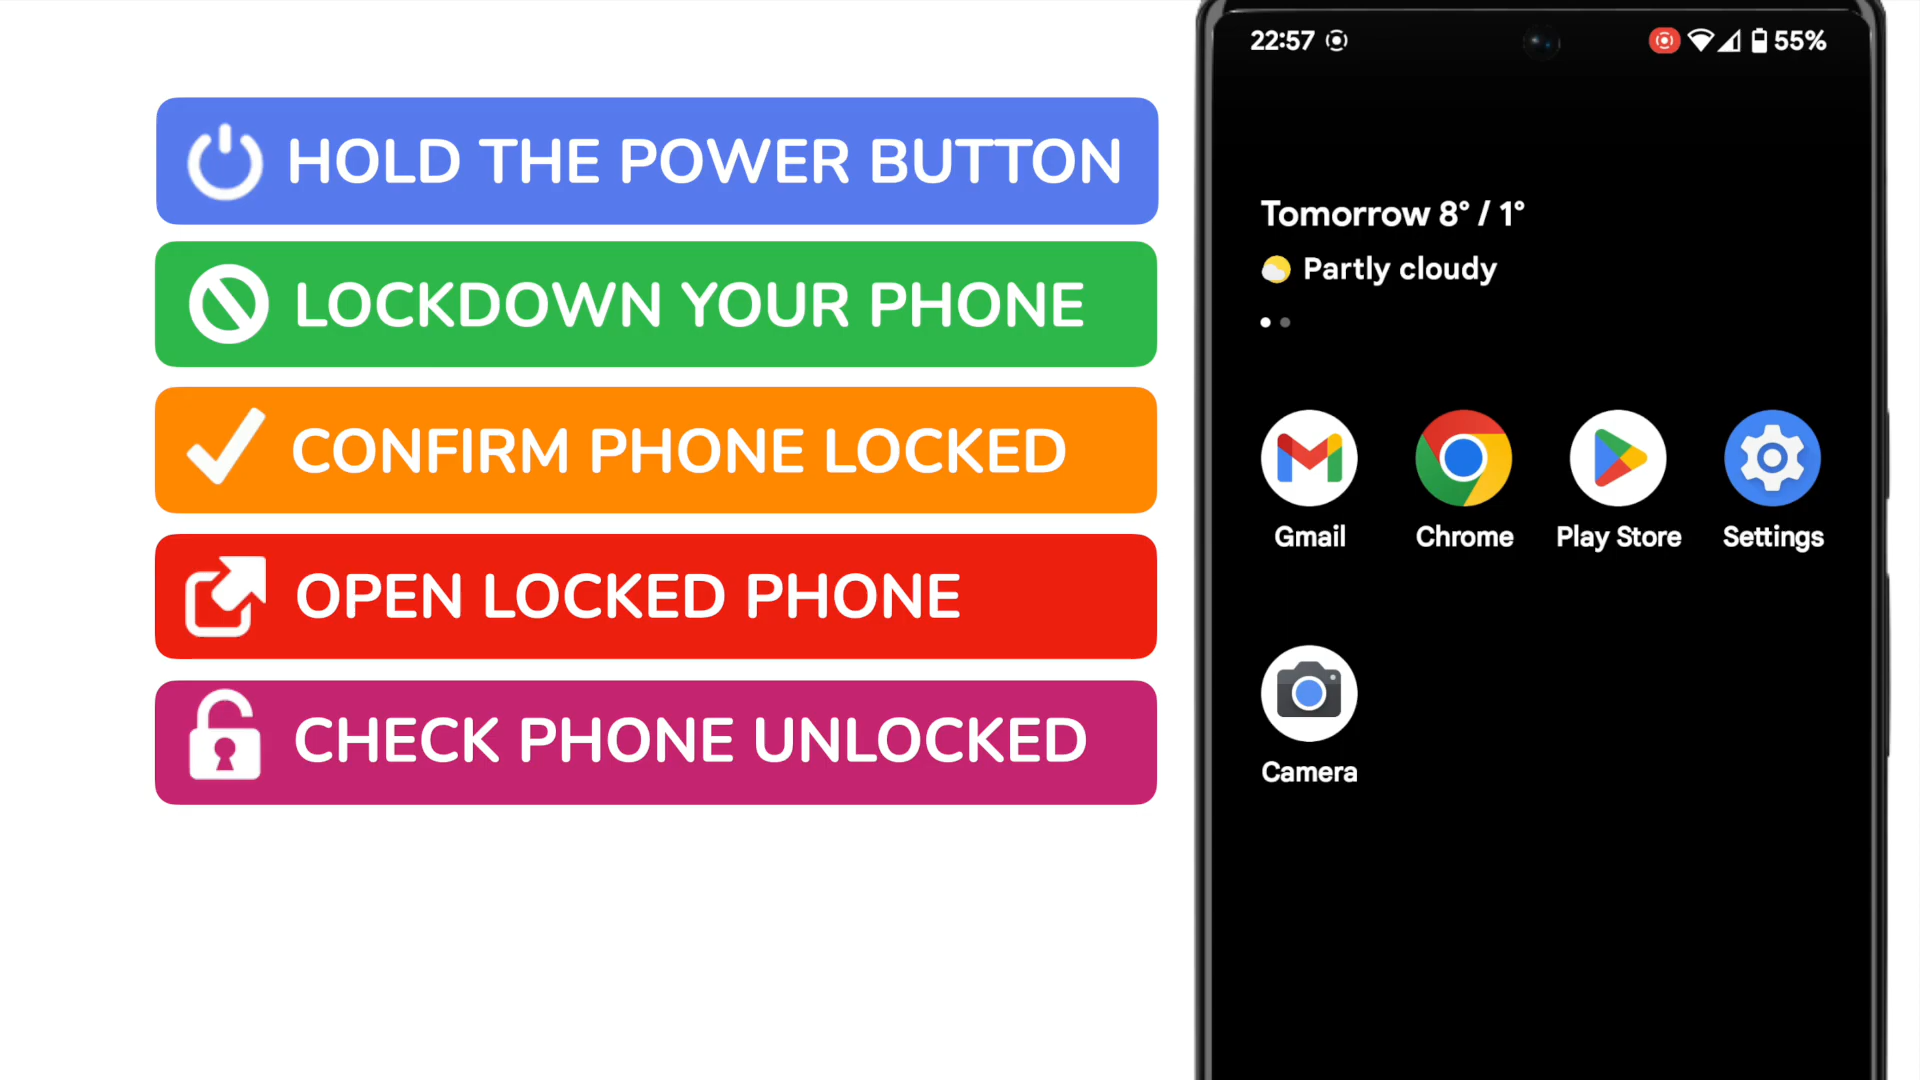 HOLD THE POWER BUTTON
LOCKDOWN YOUR PHONE
CONFIRM PHONE LOCKED
OPEN LOCKED PHONE
CHECK PHONE UNLOCKED
22:57 55%
Tomorrow 8° / 1°
Partly cloudy
Gmail Chrome Play Store Settings
Camera